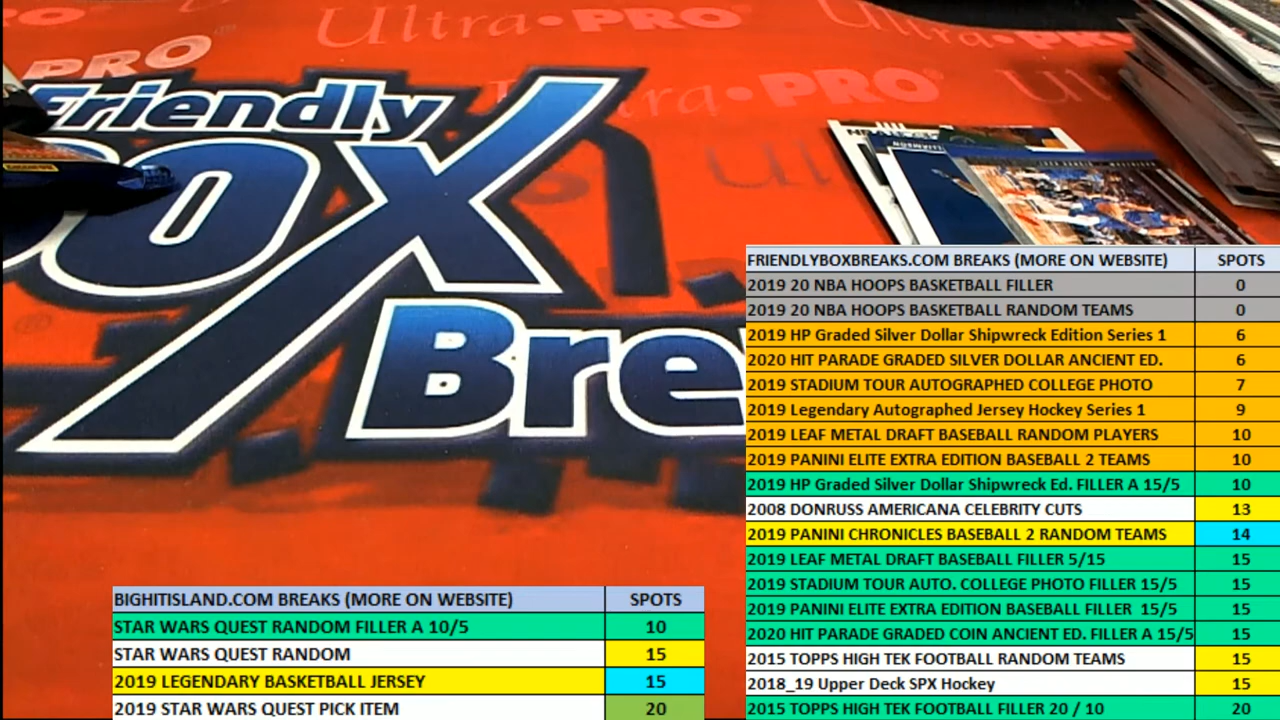 Ultra•PRO
PRO
Ultra•PRO
Friendly
Box
Bre
FRIENDLYBOXBREAKS.COM BREAKS (MORE ON WEBSITE) SPOTS
2019 20 NBA HOOPS BASKETBALL FILLER 0
2019 20 NBA HOOPS BASKETBALL RANDOM TEAMS 0
2019 HP Graded Silver Dollar Shipwreck Edition Series 1 6
2020 HIT PARADE GRADED SILVER DOLLAR ANCIENT ED. 6
2019 STADIUM TOUR AUTOGRAPHED COLLEGE PHOTO 7
2019 Legendary Autographed Jersey Hockey Series 1 9
2019 LEAF METAL DRAFT BASEBALL RANDOM PLAYERS 10
2019 PANINI ELITE EXTRA EDITION BASEBALL 2 TEAMS 10
2019 HP Graded Silver Dollar Shipwreck Ed. FILLER A 15/5 10
2008 DONRUSS AMERICANA CELEBRITY CUTS 13
2019 PANINI CHRONICLES BASEBALL 2 RANDOM TEAMS 14
2019 LEAF METAL DRAFT BASEBALL FILLER 5/15 15
2019 STADIUM TOUR AUTO. COLLEGE PHOTO FILLER 15/5 15
2019 PANINI ELITE EXTRA EDITION BASEBALL FILLER 15/5 15
2020 HIT PARADE GRADED COIN ANCIENT ED. FILLER A 15/5 15
2015 TOPPS HIGH TEK FOOTBALL RANDOM TEAMS 15
2018_19 Upper Deck SPX Hockey 15
2015 TOPPS HIGH TEK FOOTBALL FILLER 20 / 10 20
BIGHITISLAND.COM BREAKS (MORE ON WEBSITE) SPOTS
STAR WARS QUEST RANDOM FILLER A 10/5 10
STAR WARS QUEST RANDOM 15
2019 LEGENDARY BASKETBALL JERSEY 15
2019 STAR WARS QUEST PICK ITEM 20